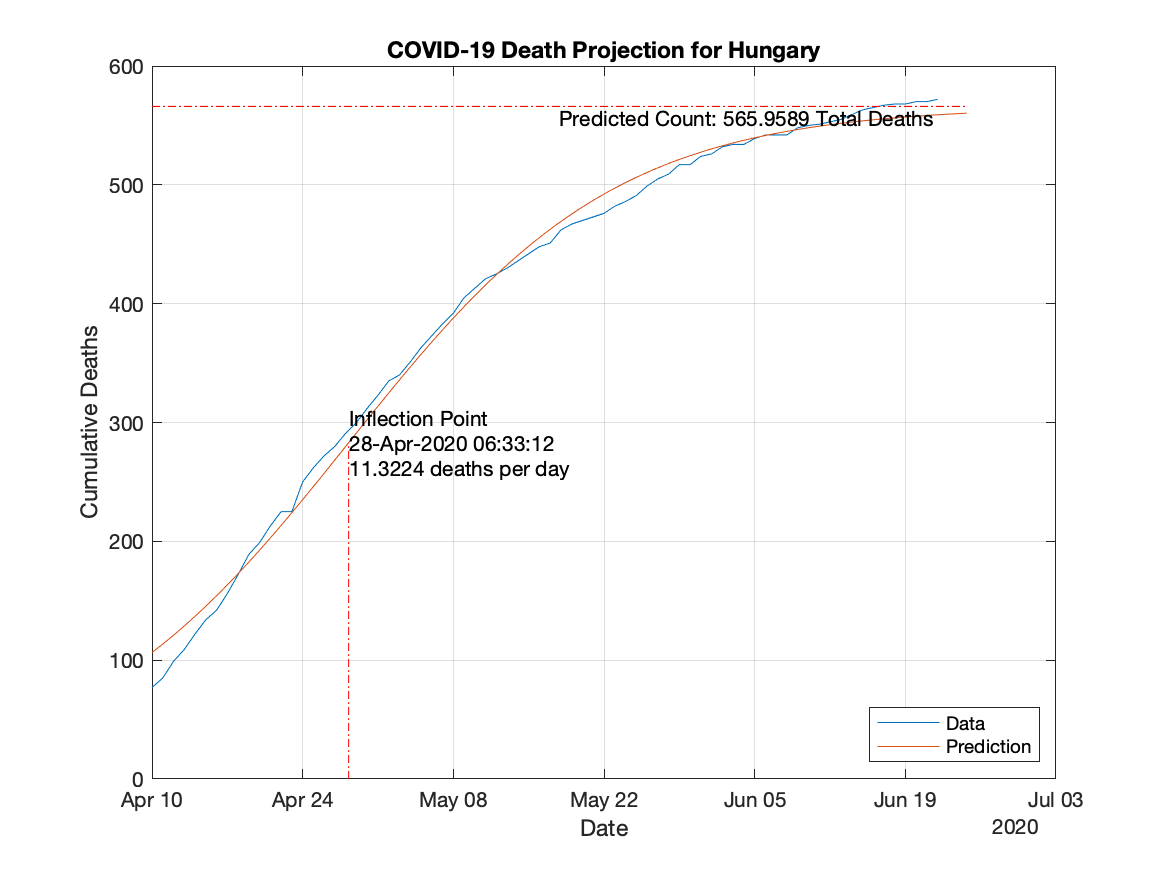 COVID-19 Death Projection for Hungary
600
500
400
300
200
100
0
Cumulative Deaths
Predicted Count: 565.9589 Total Deaths
Inflection Point
28-Apr-2020 06:33:12
11.3224 deaths per day
Data
Prediction
Apr 10 Apr 24 May 08 May 22 Jun 05 Jun 19 Jul 03
Date
2020